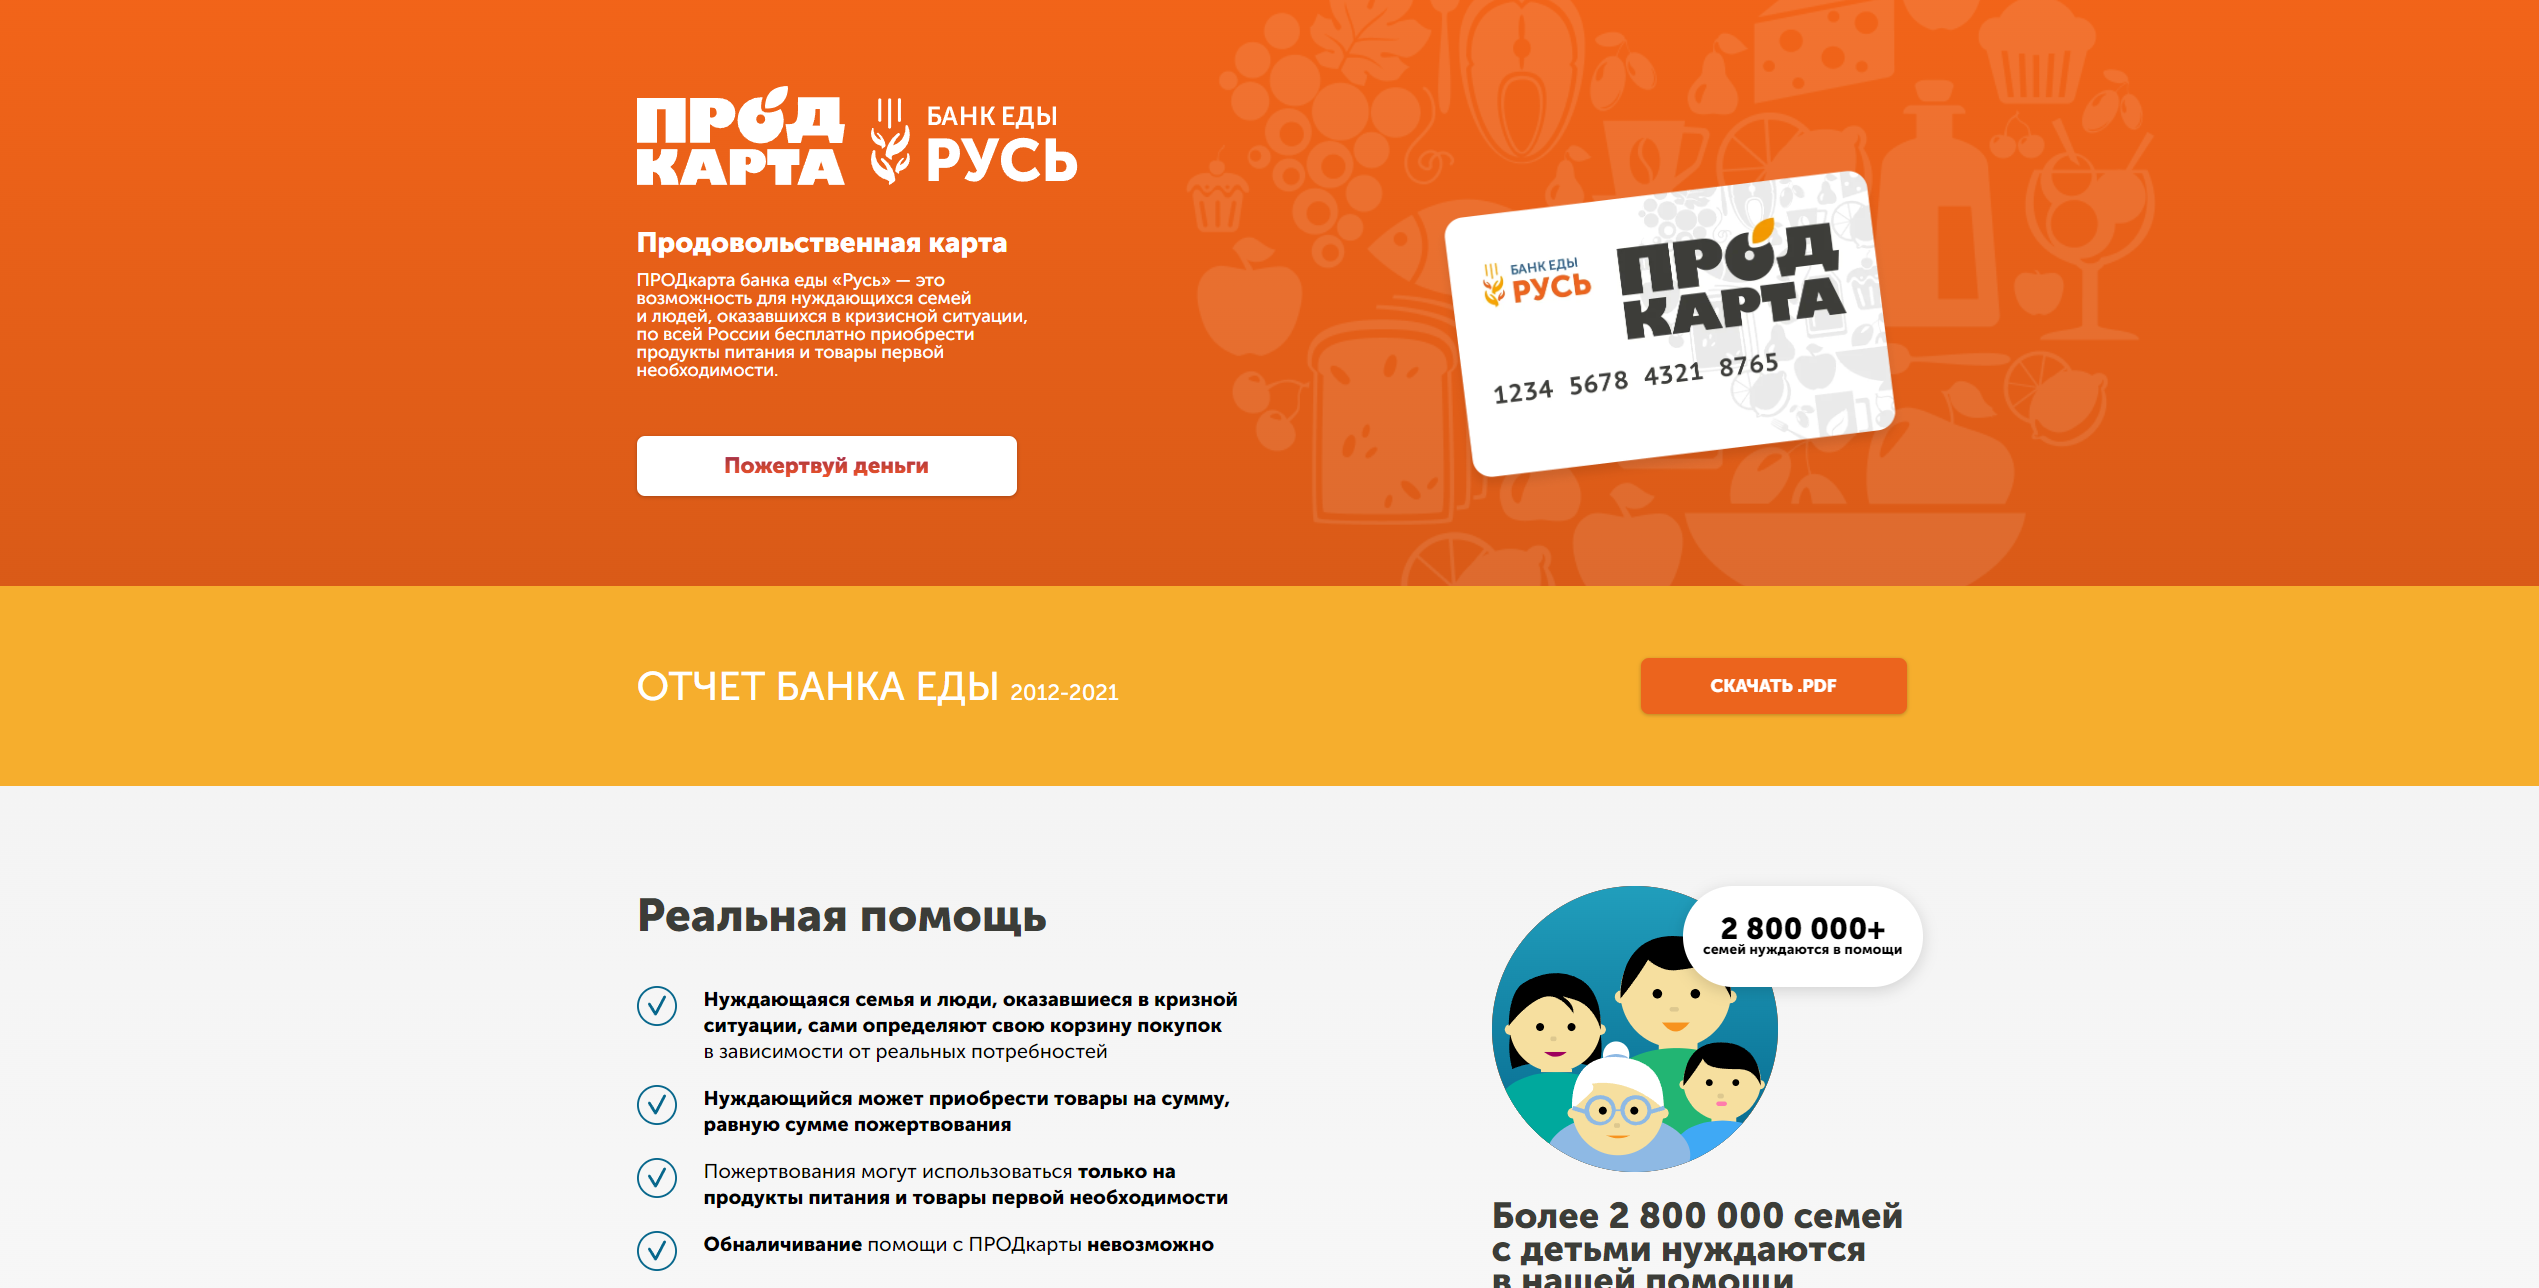 ПРОД
КАРТА
БАНК ЕДЫ
РУСЬ
Продовольственная карта
ПРОДкарта банка еды «Русь» — это
возможность для нуждающихся семей
и людей, оказавшихся в кризисной ситуации,
по всей России бесплатно приобрести
продукты питания и товары первой
необходимости.
Пожертвуй деньги
БАНК ЕДЫ
РУСЬ
ПРОД
КАРТА
1234 5678 4321 8765
ОТЧЕТ БАНКА ЕДЫ 2012-2021
СКАЧАТЬ .PDF
Реальная помощь
Нуждающаяся семья и люди, оказавшиеся в кризной
ситуации, сами определяют свою корзину покупок
в зависимости от реальных потребностей
Нуждающийся может приобрести товары на сумму,
равную сумме пожертвования
Пожертвования могут использоваться только на
продукты питания и товары первой необходимости
Обналичивание помощи с ПРОДкарты невозможно
2 800 000+
семей нуждаются в помощи
Более 2 800 000 семей
с детьми нуждаются
в нашей помощи